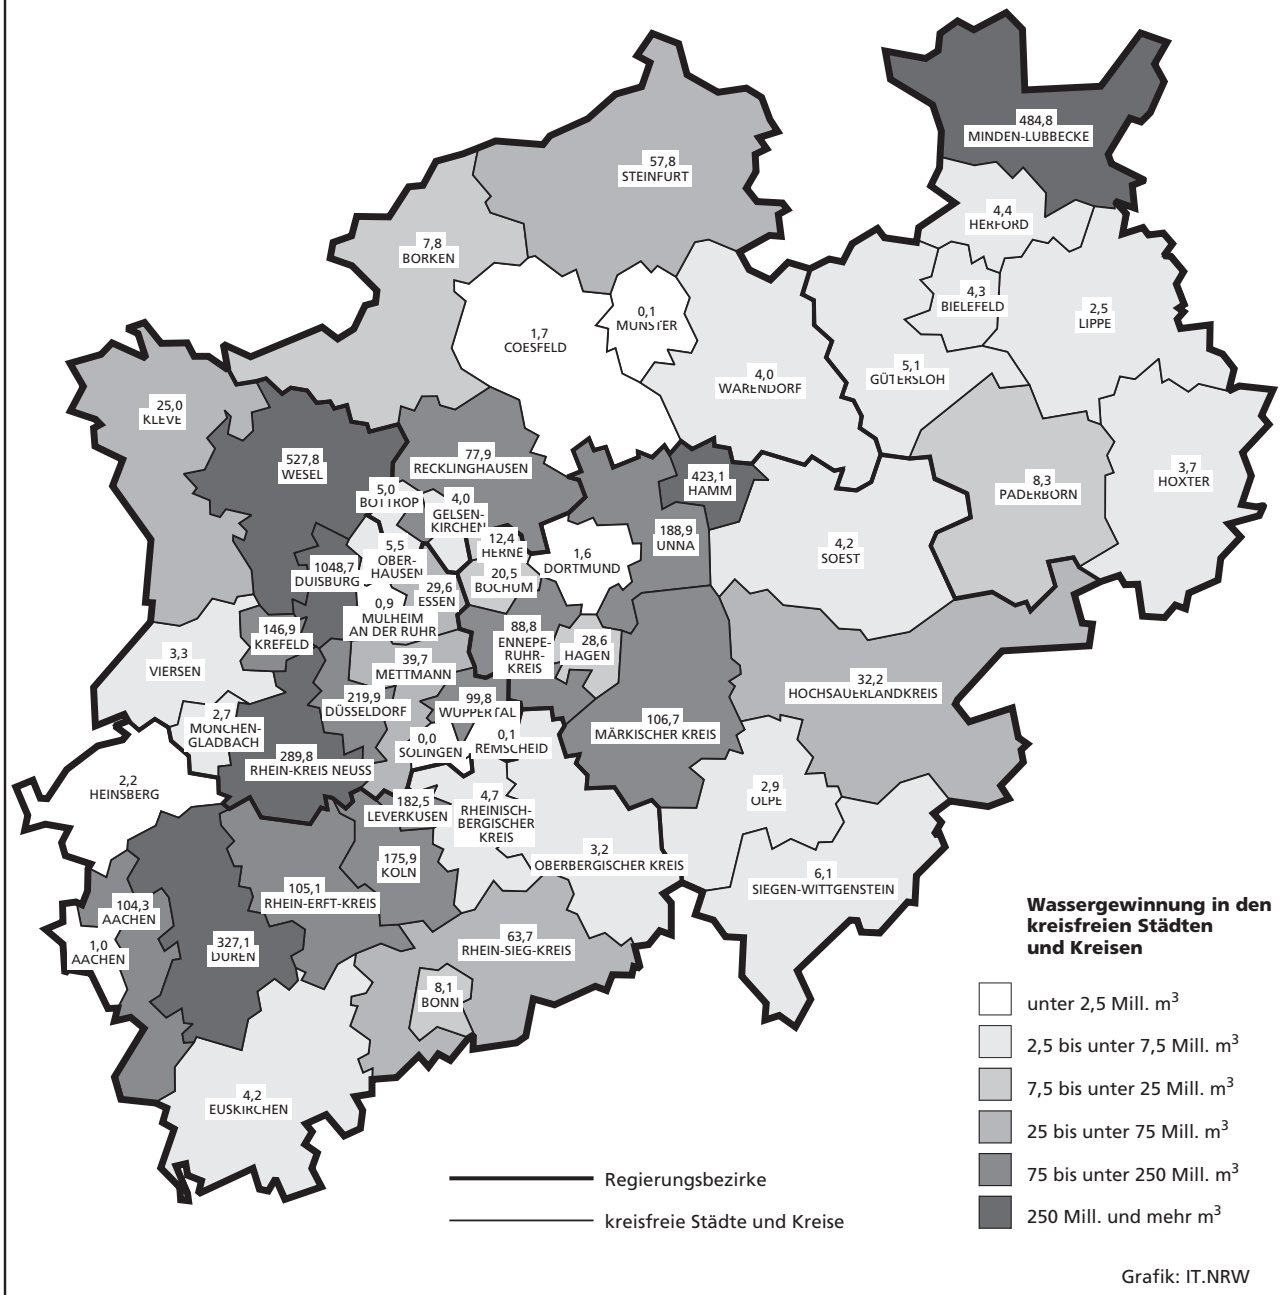 484,8
MINDEN-LÜBBECKE
57,8
STEINFURT
4,4
HERFORD
7,8
BORKEN
4,3
BIELEFELD
2,5
LIPPE
0,1
MÜNSTER
1,7
COESFELD
4,0
WARENDORF
5,1
GÜTERSLOH
25,0
KLEVE
527,8
WESEL
77,9
RECKLINGHAUSEN
423,1
HAMM
8,3
PADERBORN
3,7
HÖXTER
5,0
BOTTROP
4,0
GELSEN-
KIRCHEN
12,4
HERNE
188,9
UNNA
4,2
SOEST
1048,7
DUISBURG
5,5
OBER-
HAUSEN
29,6
ESSEN
20,5
BOCHUM
1,6
DORTMUND
0,9
MÜLHEIM
AN DER RUHR
146,9
KREFELD
88,8
ENNEPE-
RUHR-
KREIS
28,6
HAGEN
3,3
VIERSEN
39,7
METTMANN
32,2
HOCHSAUERLANDKREIS
219,9
DÜSSELDORF
99,8
WUPPERTAL
2,7
MÖNCHEN-
GLADBACH
106,7
MÄRKISCHER KREIS
0,0
SOLINGEN
0,1
REMSCHEID
289,8
RHEIN-KREIS NEUSS
2,2
HEINSBERG
182,5
LEVERKUSEN
4,7
RHEINISCH-
BERGISCHER
KREIS
2,9
OLPE
175,9
KÖLN
3,2
OBERBERGISCHER KREIS
6,1
SIEGEN-WITTGENSTEIN
104,3
AACHEN
105,1
RHEIN-ERFT-KREIS
1,0
AACHEN
327,1
DÜREN
63,7
RHEIN-SIEG-KREIS
8,1
BONN
4,2
EUSKIRCHEN
Wassergewinnung in den
kreisfreien Städten
und Kreisen
unter 2,5 Mill. m³
2,5 bis unter 7,5 Mill. m³
7,5 bis unter 25 Mill. m³
25 bis unter 75 Mill. m³
75 bis unter 250 Mill. m³
250 Mill. und mehr m³
Regierungsbezirke
kreisfreie Städte und Kreise
Grafik: IT.NRW